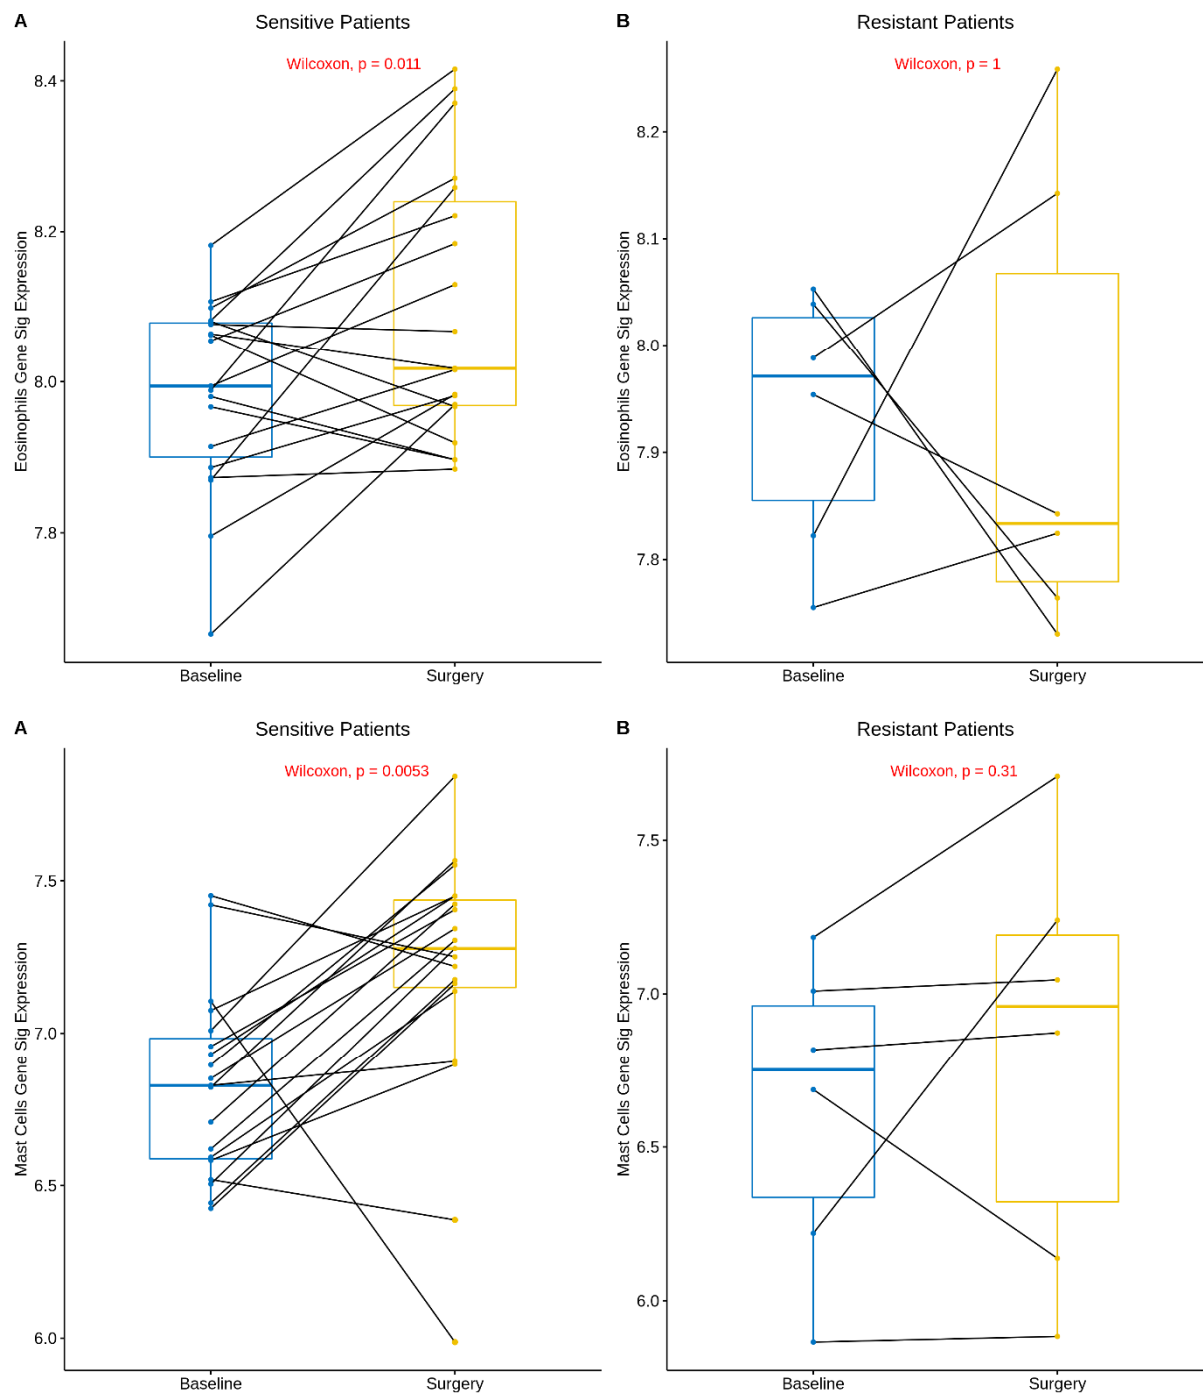 A
Sensitive Patients
Wilcoxon, p = 0.011
Eosinophils Gene Sig Expression
8.4
8.2
8.0
7.8
Baseline
Surgery
B
Resistant Patients
Wilcoxon, p = 1
Eosinophils Gene Sig Expression
8.2
8.1
8.0
7.9
7.8
Baseline
Surgery
A
Sensitive Patients
Wilcoxon, p = 0.0053
Mast Cells Gene Sig Expression
7.5
7.0
6.5
6.0
Baseline
Surgery
B
Resistant Patients
Wilcoxon, p = 0.31
Mast Cells Gene Sig Expression
7.5
7.0
6.5
6.0
Baseline
Surgery